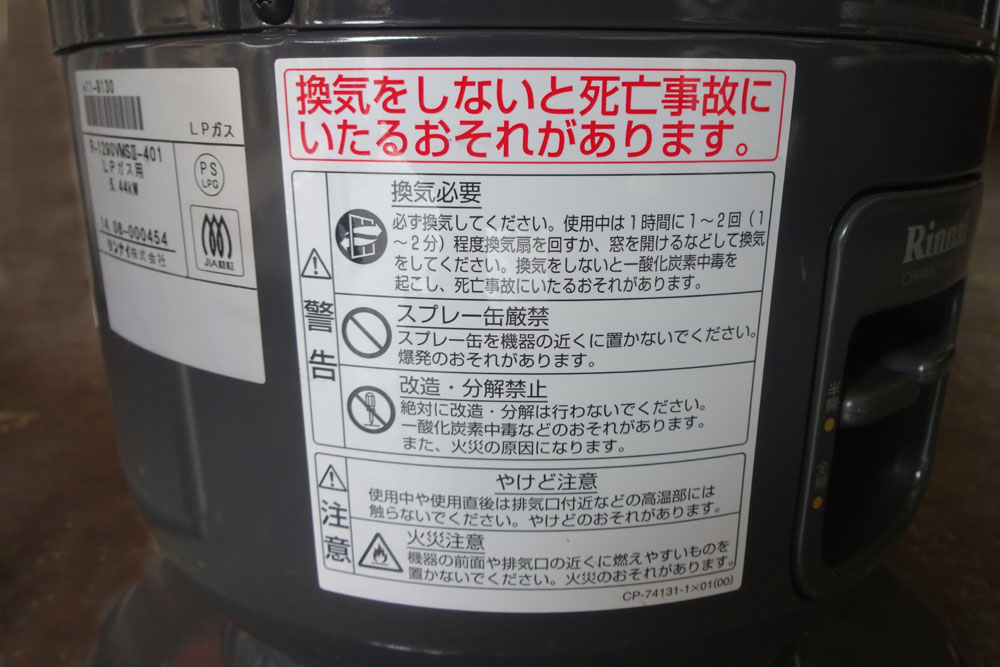 換気をしないと死亡事故に
いたるおそれがあります。
換気必要
必ず換気してください。使用中は1時間に1～2回（1
～2分）程度換気扇を回すか、窓を開けるなどして換気
をしてください。換気をしないと一酸化炭素中毒を
起こし、死亡事故にいたるおそれがあります。
警告
スプレー缶厳禁
スプレー缶を機器の近くに置かないでください。
爆発のおそれがあります。
改造・分解禁止
絶対に改造・分解は行わないでください。
一酸化炭素中毒などのおそれがあります。
また、火災の原因になります。
注意
やけど注意
使用中や使用直後は排気口付近などの高温部には
触らないでください。やけどのおそれがあります。
火災注意
機器の前面や排気口の近くに燃えやすいものを
置かないでください。火災のおそれがあります。
CP-74131-1×01(00)
LPガス
R-1290VMSⅢ-401
LPガス用
5.44kW
14.08-000454
リンナイ株式会社
PS
LPG
JIA認証
Rinnai
CERAMIC
半開
全開